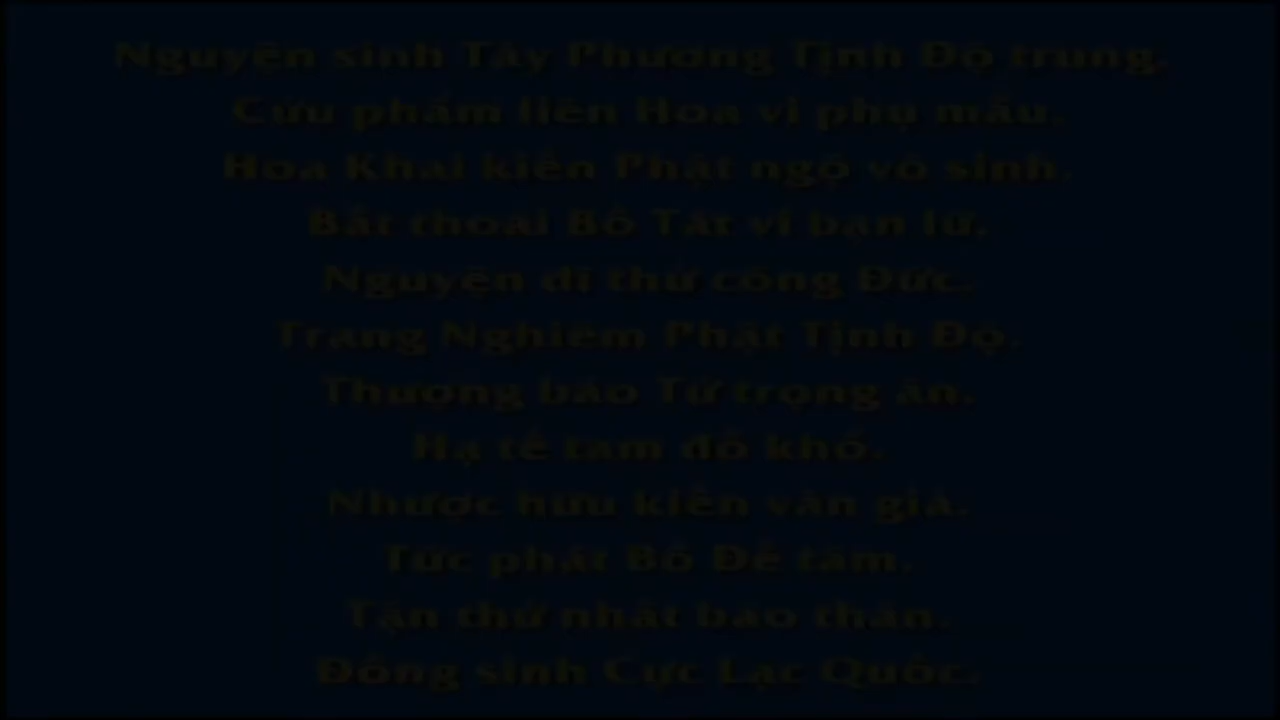 Nguyện sinh Tây Phương Tịnh Độ trung.
Cửu phẩm liên Hoa vi phụ mẫu.
Hoa Khai kiến Phật ngộ vô sinh.
Bất thoái Bồ Tát vi bạn lữ.
Nguyện dĩ thử công Đức.
Trang Nghiêm Phật Tịnh Độ.
Thượng báo Tứ trọng ân.
Hạ tế tam đồ khổ.
Nhược hữu kiến văn giả.
Tức phát Bồ Đề tâm.
Tận thử nhất báo thân.
Đồng sinh Cực Lạc Quốc.